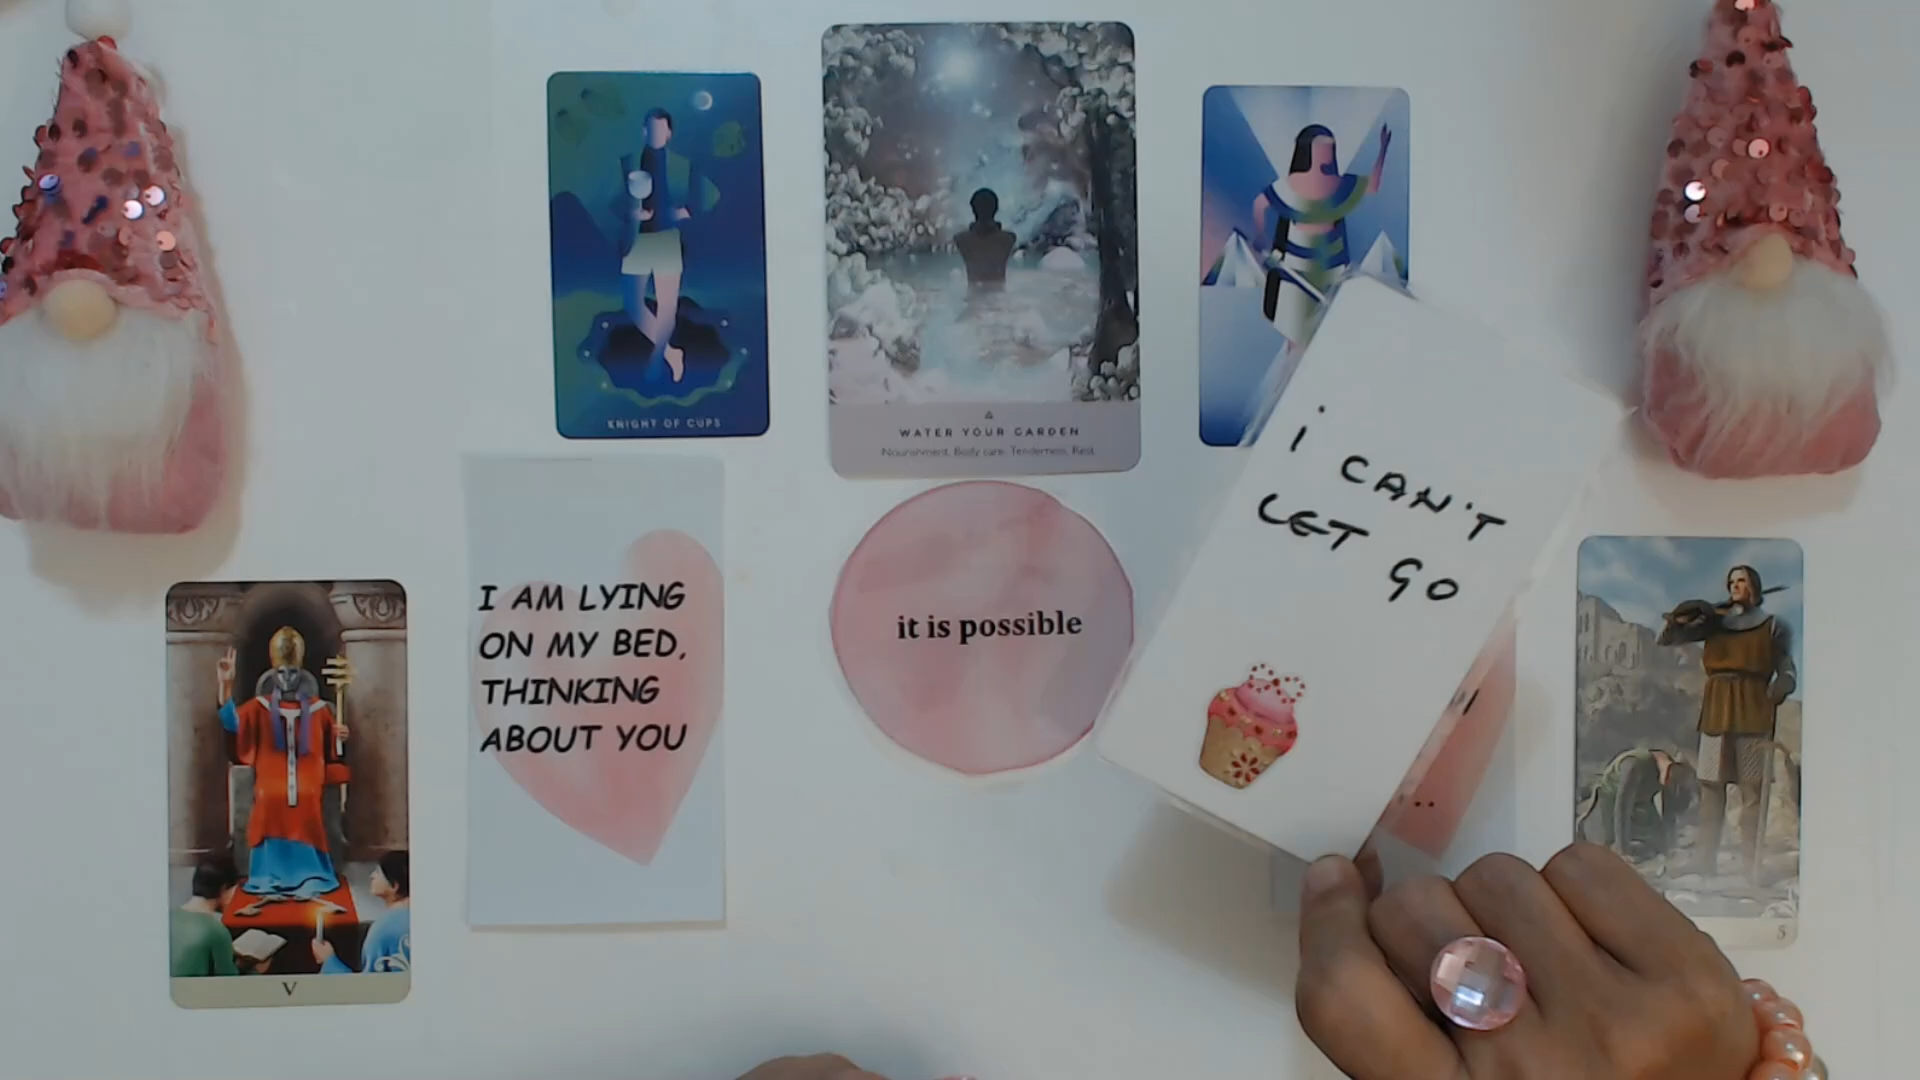 KNIGHT OF CUPS
WATER YOUR GARDEN
Nourishment. Body care. Tenderness. Rest.
i CAN'T
LET GO
I AM LYING
ON MY BED,
THINKING
ABOUT YOU
it is possible
V
5